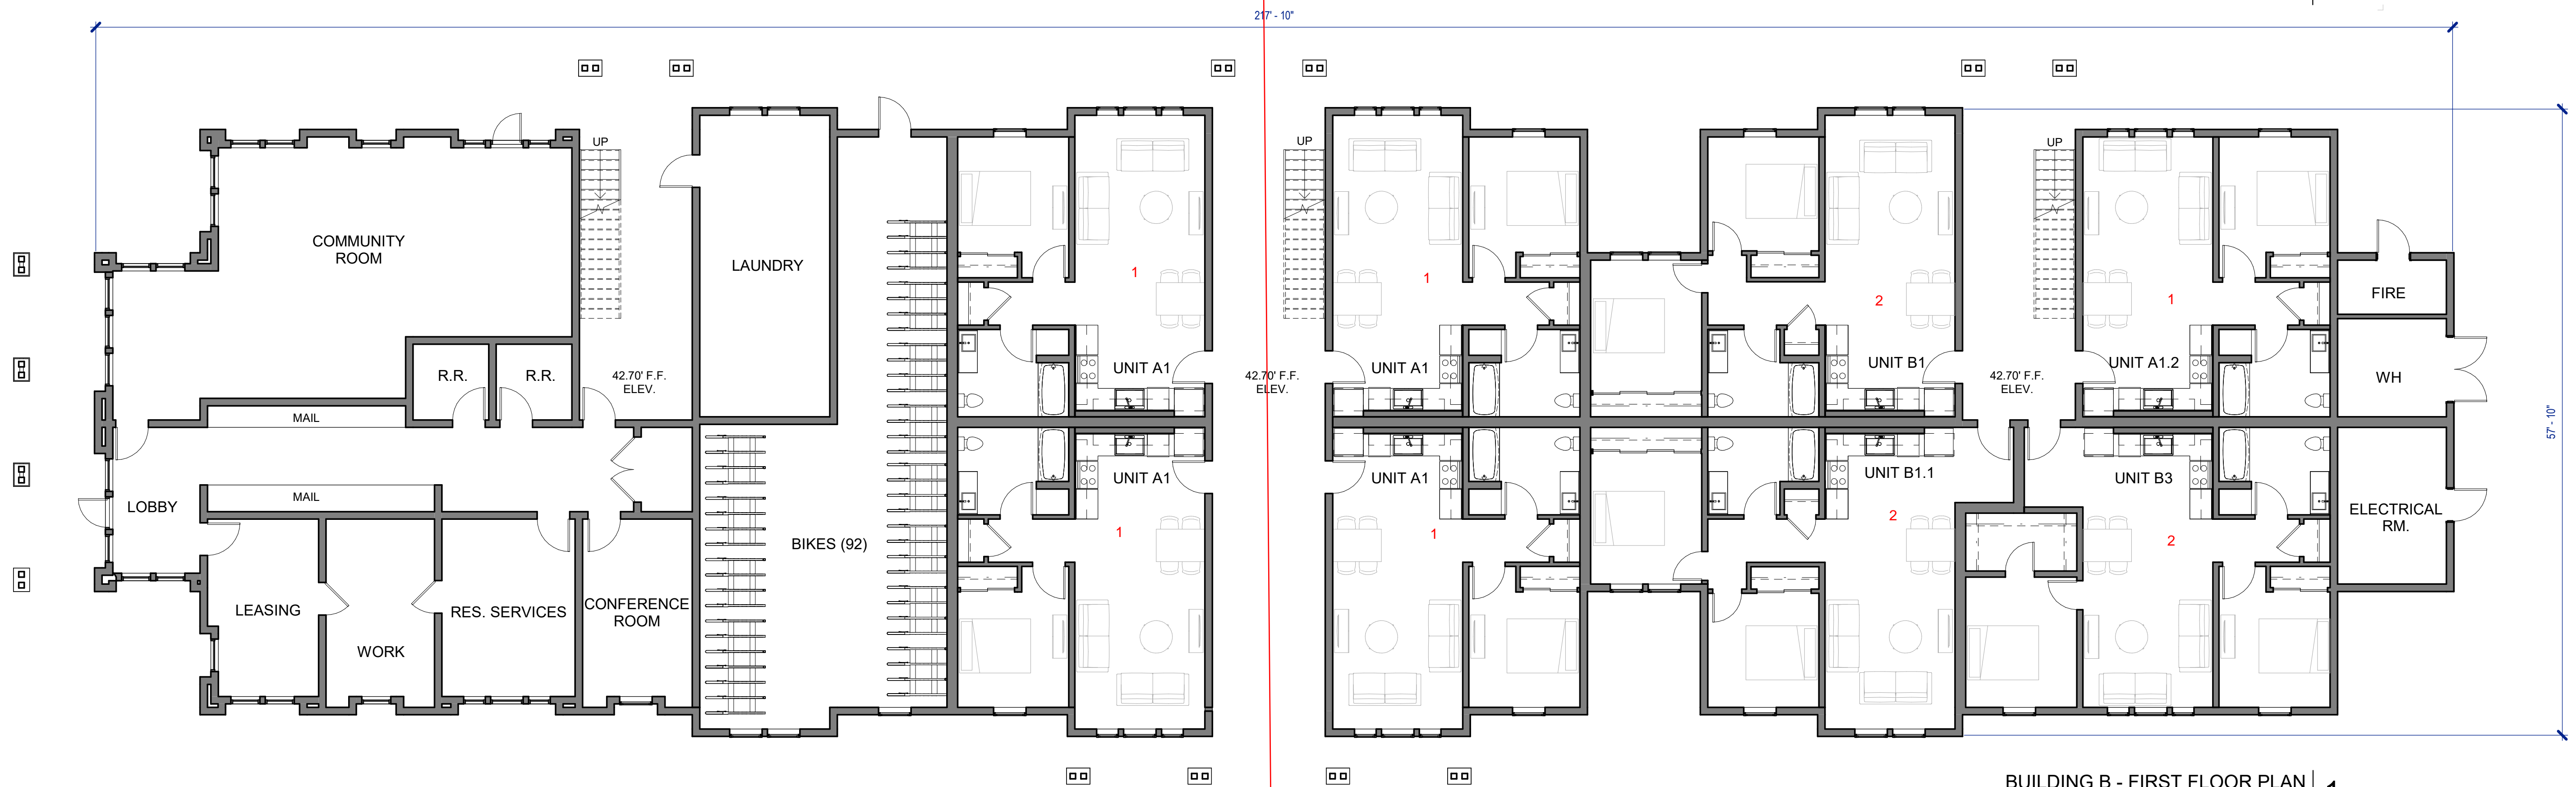 217' - 10"
UP
UP
UP
COMMUNITY
ROOM
LAUNDRY
1
1
2
1
FIRE
R.R.
R.R.
42.70' F.F.
ELEV.
UNIT A1
42.70' F.F.
ELEV.
UNIT A1
UNIT B1
42.70' F.F.
ELEV.
UNIT A1.2
WH
MAIL
57' - 10"
UNIT A1
UNIT A1
UNIT B1.1
UNIT B3
MAIL
LOBBY
ELECTRICAL
RM.
BIKES (92)
1
1
2
2
LEASING
RES. SERVICES
CONFERENCE
ROOM
WORK
BUILDING B - FIRST FLOOR PLAN